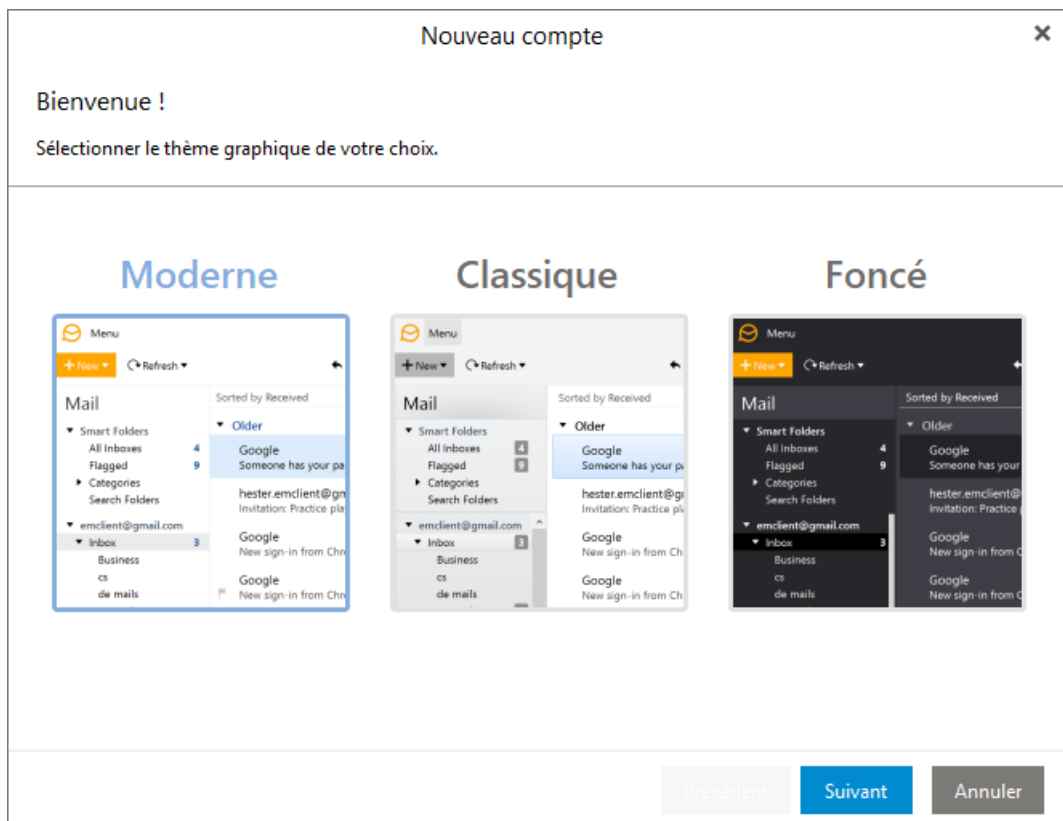 Nouveau compte
Bienvenue !
Sélectionner le thème graphique de votre choix.
Moderne
Menu
New
Refresh
Mail
Sorted by Received
Smart Folders
Older
All Inboxes 4
Google
Flagged 9
Someone has your pa
Categories
Search Folders
hester.emclient@gm
Invitation: Practice pla
emclient@gmail.com
Inbox 3
Google
New sign-in from Chro
Business
cs
Google
de mails
New sign-in from Chro
Classique
Menu
New
Refresh
Mail
Sorted by Received
Smart Folders
Older
All Inboxes 4
Google
Flagged 9
Someone has your pa
Categories
Search Folders
hester.emclient@g
Invitation: Practice pl
emclient@gmail.com
Inbox 3
Google
New sign-in from Ch
Business
cs
Google
de mails
New sign-in from Ch
Foncé
Menu
New
Refresh
Mail
Sorted by Received
Smart Folders
Older
All Inboxes 4
Google
Flagged 9
Someone has your
Categories
Search Folders
hester.emclient@
Invitation: Practice
emclient@gmail.com
Inbox 3
Google
New sign-in from C
Business
cs
Google
de mails
New sign-in from C
Précédent
Suivant
Annuler